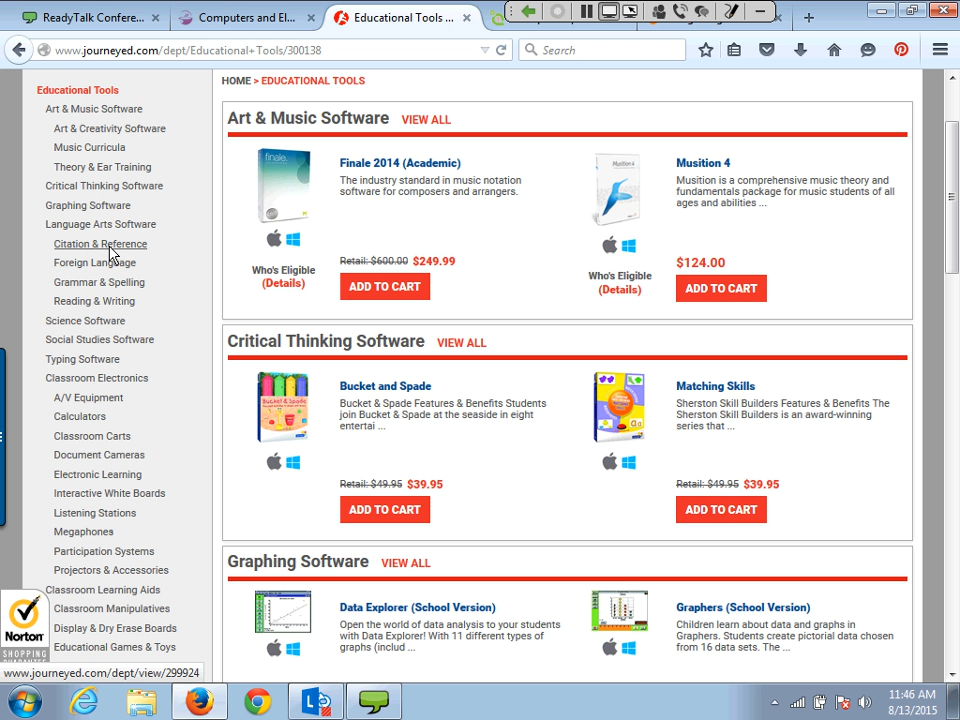 ReadyTalk Conferе...
Computers and El...
Educational Tools ...
www.journeyed.com/dept/Educational+Tools/300138
Search
Educational Tools
Art & Music Software
Art & Creativity Software
Music Curricula
Theory & Ear Training
Critical Thinking Software
Graphing Software
Language Arts Software
Citation & Reference
Foreign Language
Grammar & Spelling
Reading & Writing
Science Software
Social Studies Software
Typing Software
Classroom Electronics
A/V Equipment
Calculators
Classroom Carts
Document Cameras
Electronic Learning
Interactive White Boards
Listening Stations
Megaphones
Participation Systems
Projectors & Accessories
Classroom Learning Aids
Classroom Manipulatives
Display & Dry Erase Boards
Educational Games & Toys
Norton
SHOPPING
www.journeyed.com/dept/view/299924
HOME > EDUCATIONAL TOOLS
Art & Music Software VIEW ALL
finale.
Finale 2014 (Academic)
The industry standard in music notation
software for composers and arrangers.
Who's Eligible
(Details)
Retail: $600.00 $249.99
ADD TO CART
Musition 4
Musition 4
Musition is a comprehensive music theory and
fundamentals package for music students of all
ages and abilities ...
Who's Eligible
(Details)
$124.00
ADD TO CART
Critical Thinking Software VIEW ALL
Bucket & Spade
Bucket and Spade
Bucket & Spade Features & Benefits Students
join Bucket & Spade at the seaside in eight
entertai ...
Retail: $49.95 $39.95
ADD TO CART
Matching Skills
Sherston Skill Builders Features & Benefits The
Sherston Skill Builders is an award-winning
series that ...
Retail: $49.95 $39.95
ADD TO CART
Graphing Software VIEW ALL
Data Explorer (School Version)
Open the world of data analysis to your students
with Data Explorer! With 11 different types of
graphs (includ ...
Graphers (School Version)
Children learn about data and graphs in
Graphers. Students create pictorial data chosen
from 16 data sets. The ...
11:46 AM
8/13/2015